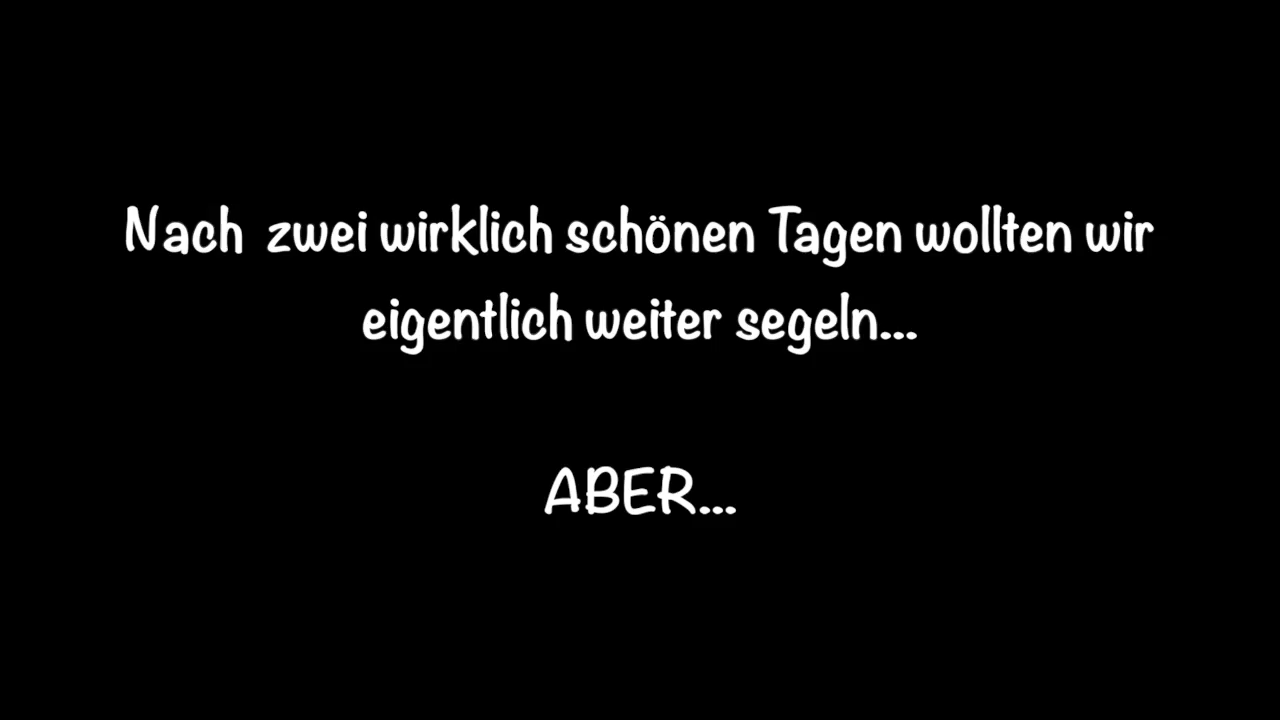 Nach  zwei wirklich schönen Tagen wollten wir
eigentlich weiter segeln...
ABER...